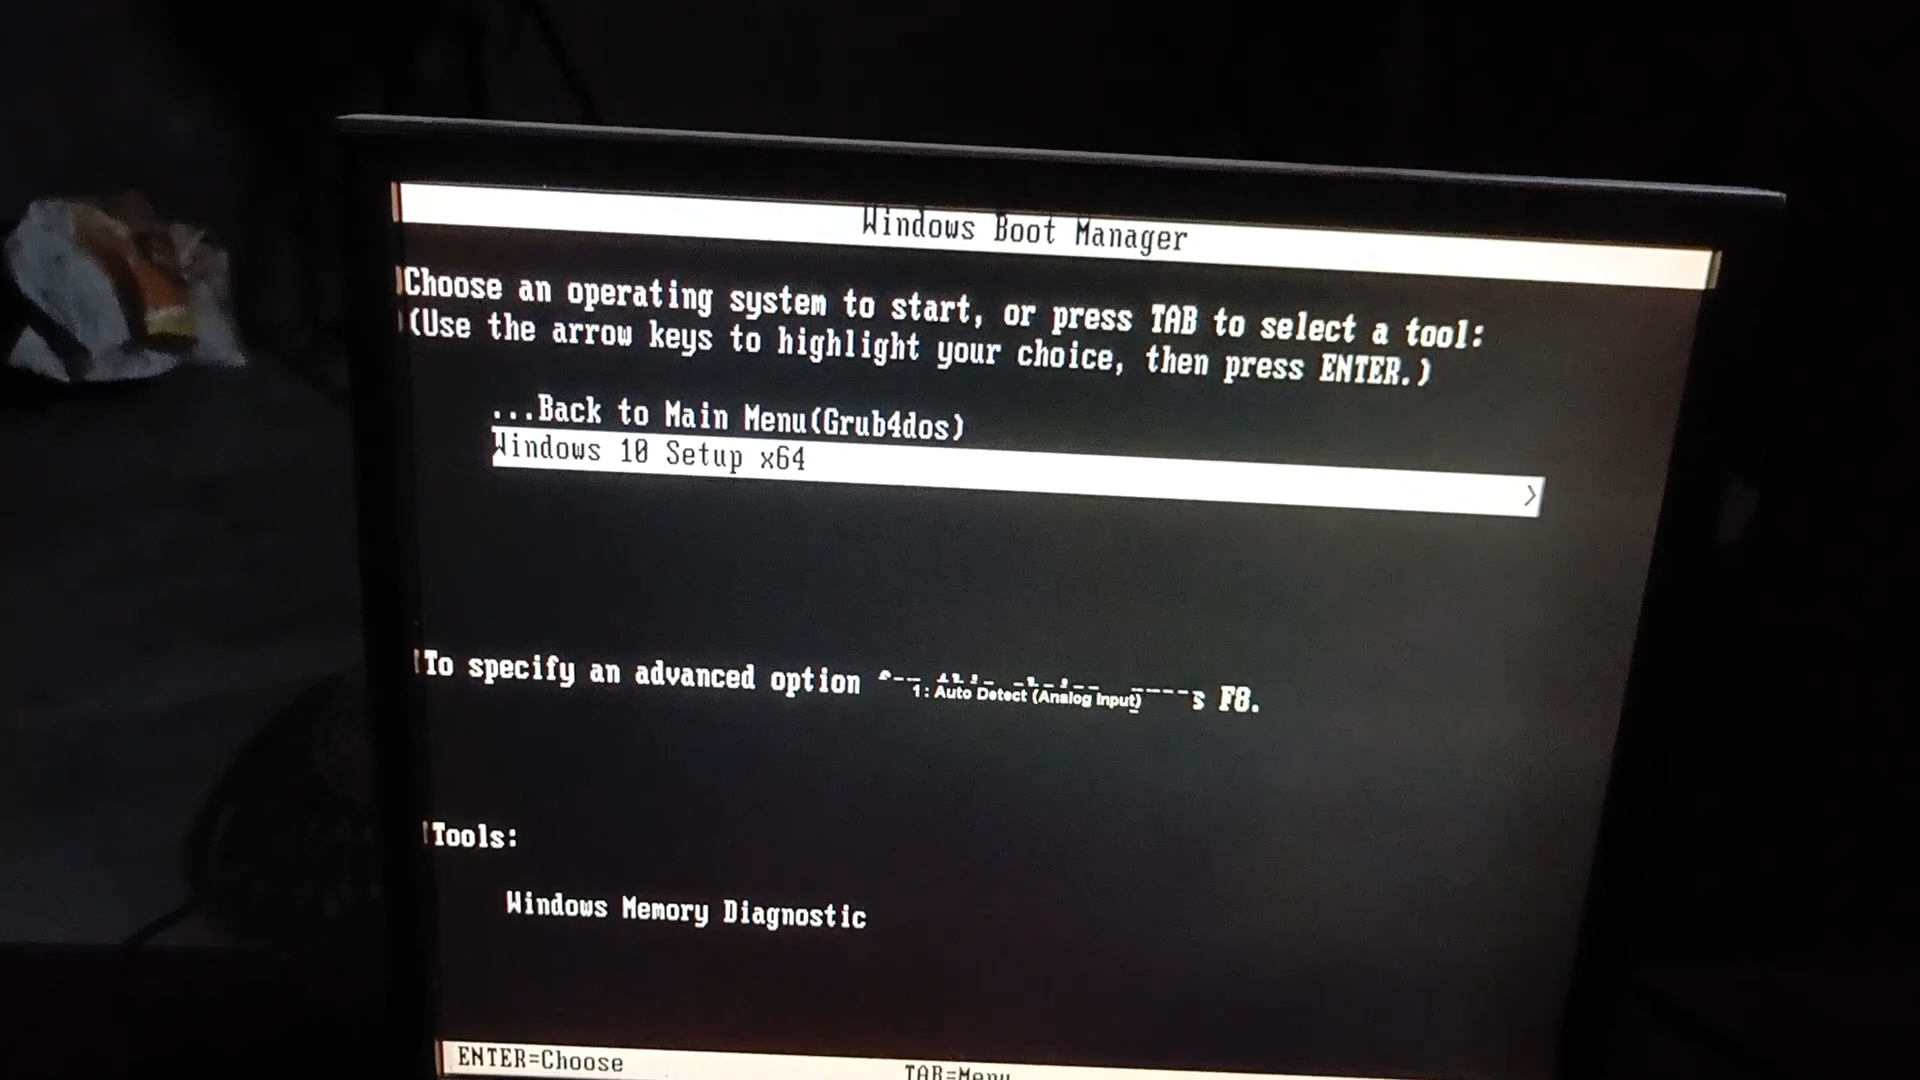 Windows Boot Manager
Choose an operating system to start, or press TAB to select a tool:
(Use the arrow keys to highlight your choice, then press ENTER.)
...Back to Main Menu(Grub4dos)
Windows 10 Setup x64 >
To specify an advanced option
1: Auto Detect (Analog Input)
F8.
Tools:
Windows Memory Diagnostic
ENTER=Choose TAB=Menu